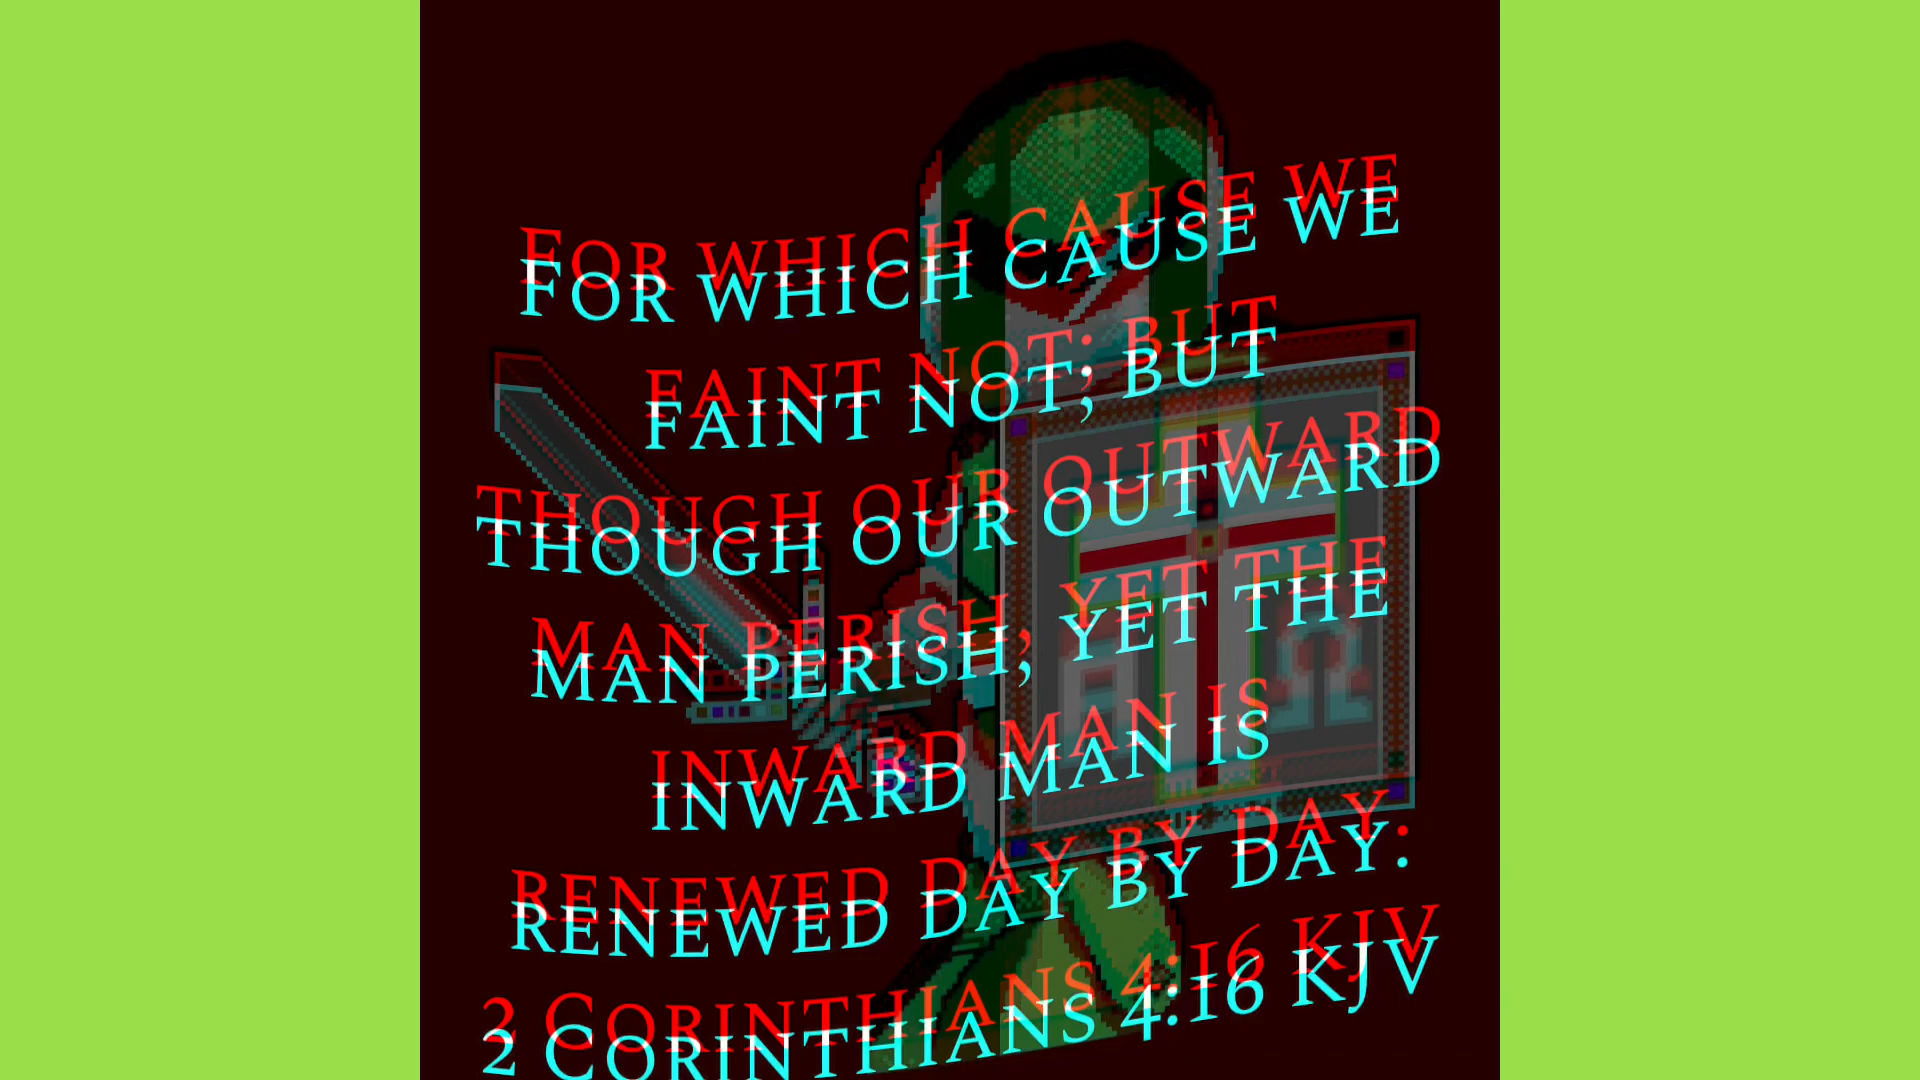 FOR WHICH CAUSE WE
FAINT NOT; BUT
THOUGH OUR OUTWARD
MAN PERISH, YET THE
INWARD MAN IS
RENEWED DAY BY DAY:
2 CORINTHIANS 4:16 KJV
Α Ω